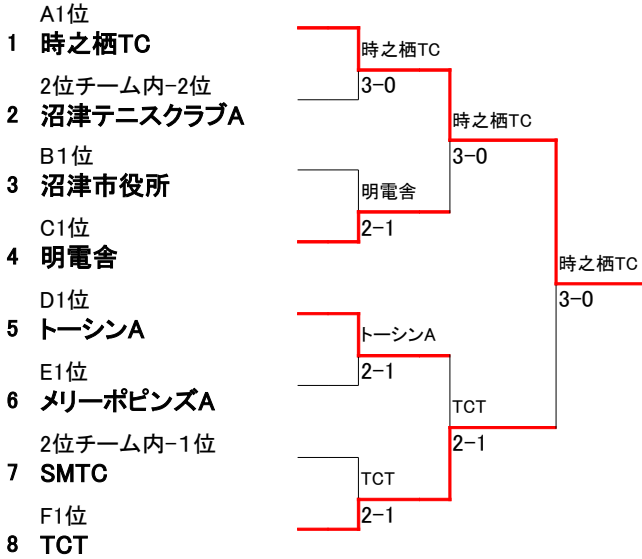 A1位
1 時之栖TC
2位チーム内-2位
2 沼津テニスクラブA
B1位
3 沼津市役所
C1位
4 明電舎
D1位
5 トーシンA
E1位
6 メリーポピンズA
2位チーム内-1位
7 SMTC
F1位
8 TCT
時之栖TC
3-0
明電舎
2-1
トーシンA
2-1
TCT
2-1
時之栖TC
3-0
TCT
2-1
時之栖TC
3-0